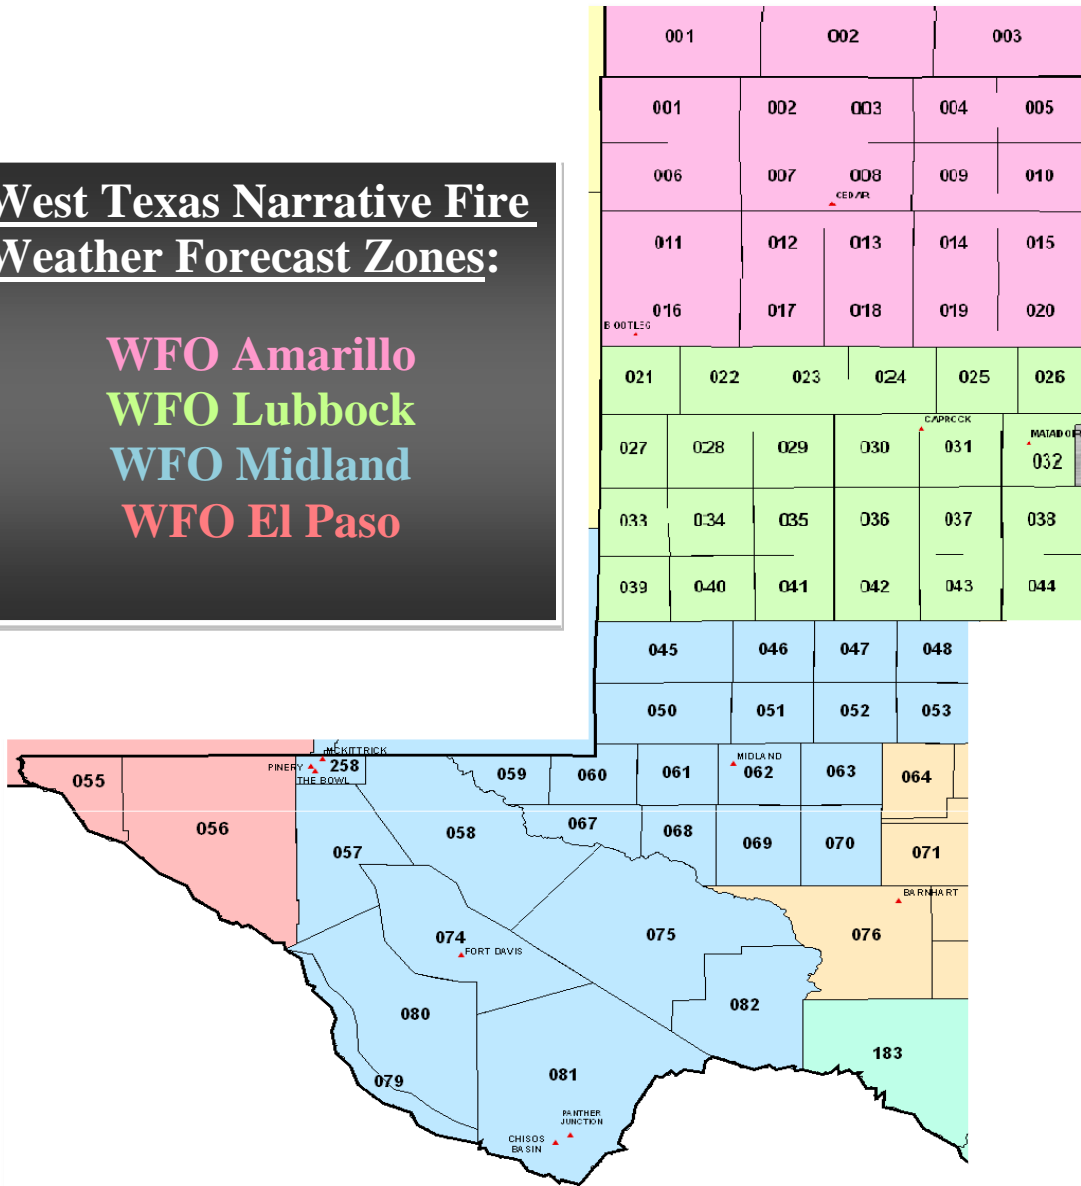 001 002 003
001 002 003 004 005
West Texas Narrative Fire
Weather Forecast Zones:
006 007 008 009 010
CEDAR
011 012 013 014 015
016 017 018 019 020
BOOTLEG
WFO Amarillo
WFO Lubbock
WFO Midland
WFO El Paso
021 022 023 024 025 026
CAPROCK
MATADOR
027 028 029 030 031 032
033 034 035 036 037 038
039 040 041 042 043 044
045 046 047 048
050 051 052 053
MCKITTRICK
PINERY 258
THE BOWL
MIDLAND
055 059 060 061 062 063 064
056 057 058 067 068 069 070 071
BARNHART
074 075 076
FORT DAVIS
080 082
183
079 081
PANTHER
JUNCTION
CHISOS
BASIN